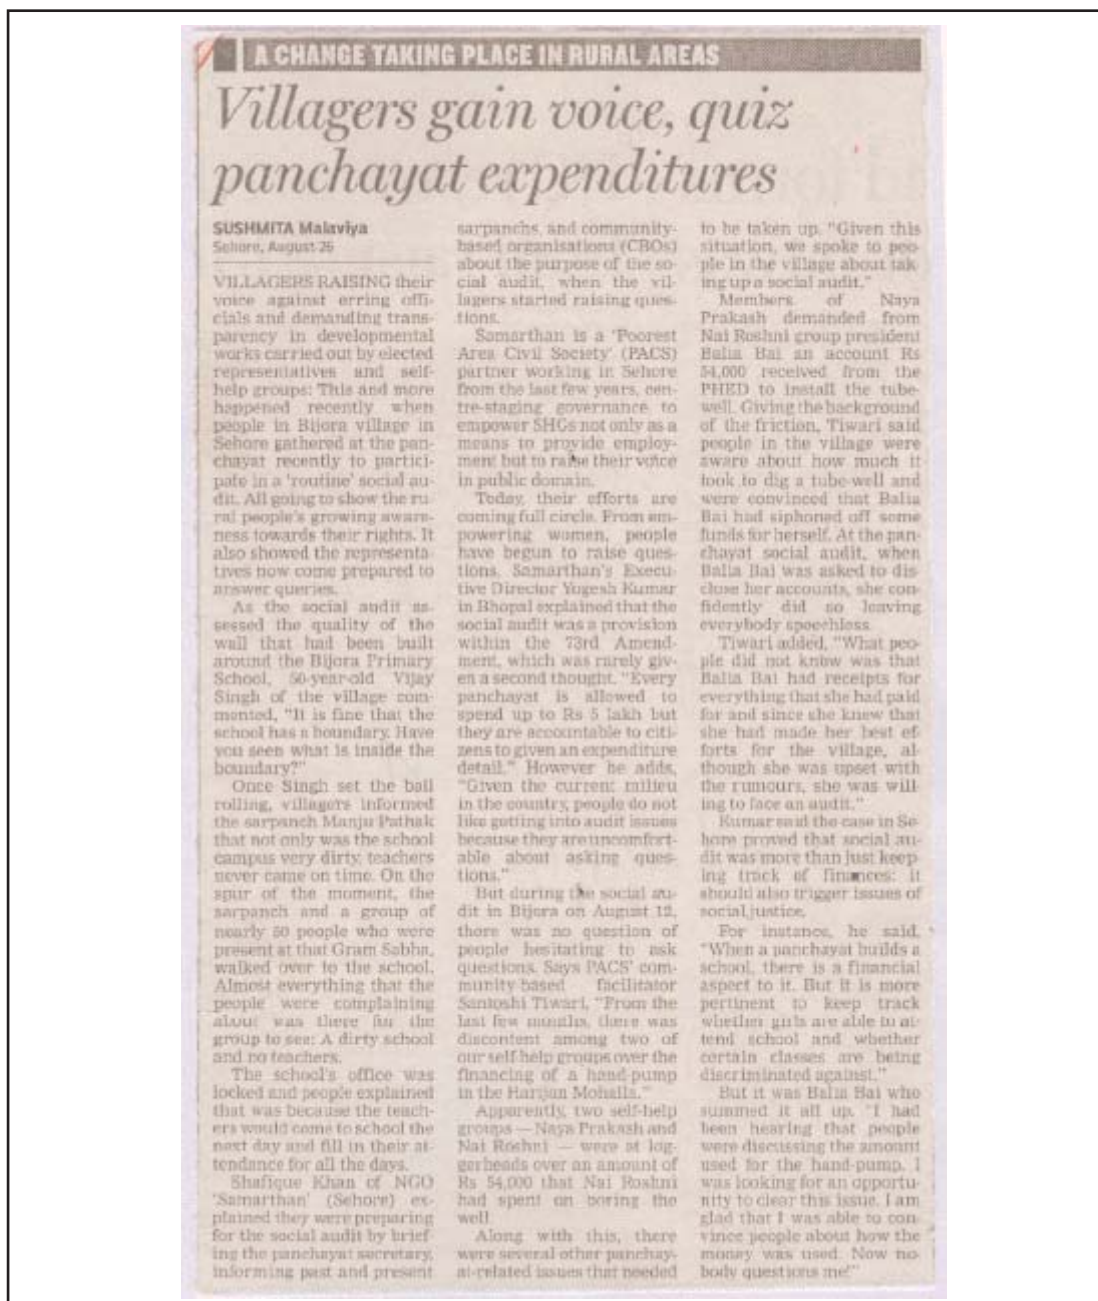 A CHANGE TAKING PLACE IN RURAL AREAS
Villagers gain voice, quiz
panchayat expenditures
SUSHMITA Malaviya
Sehore, August 26
VILLAGERS RAISING their
voice against erring offi-
cials and demanding trans-
parency in developmental
works carried out by elected
representatives and self-
help groups: This and more
happened recently when
people in Bijora village in
Sehore gathered at the pan-
chayat recently to partici-
pate in a 'routine' social au-
dit. All going to show the ru-
ral people's growing aware-
ness towards their rights. It
also showed the representa-
tives now come prepared to
answer queries.
As the social audit as-
sessed the quality of the
wall that had been built
around the Bijora Primary
School, 50-year-old Vijay
Singh of the village com-
mented, "It is fine that the
school has a boundary. Have
you seen what is inside the
boundary?"
Once Singh set the ball
rolling, villagers informed
the sarpanch Manju Pathak
that not only was the school
campus very dirty, teachers
never came on time. On the
spur of the moment, the
sarpanch and a group of
nearly 50 people who were
present at that Gram Sabha,
walked over to the school.
Almost everything that the
people were complaining
about was there for the
group to see: A dirty school
and no teachers.
The school's office was
locked and people explained
that was because the teach-
ers would come to school the
next day and fill in their at-
tendance for all the days.
Shafique Khan of NGO
'Samarthan' (Sehore) ex-
plained they were preparing
for the social audit by brief-
ing the panchayat secretary,
informing past and present
sarpanchs, and community-
based organisations (CBOs)
about the purpose of the so-
cial audit, when the vil-
lagers started raising ques-
tions.
Samarthan is a 'Poorest
Area Civil Society' (PACS)
partner working in Sehore
from the last few years, cen-
tre-staging governance to
empower SHGs not only as a
means to provide employ-
ment but to raise their voice
in public domain.
Today, their efforts are
coming full circle. From em-
powering women, people
have begun to raise ques-
tions. Samarthan's Execu-
tive Director Yogesh Kumar
in Bhopal explained that the
social audit was a provision
within the 73rd Amend-
ment, which was rarely giv-
en a second thought. "Every
panchayat is allowed to
spend up to Rs 5 lakh but
they are accountable to citi-
zens to given an expenditure
detail." However he adds,
"Given the current milieu
in the country, people do not
like getting into audit issues
because they are uncomfort-
able about asking ques-
tions."
But during the social au-
dit in Bijora on August 12,
there was no question of
people hesitating to ask
questions. Says PACS' com-
munity-based facilitator
Santoshi Tiwari, "From the
last few months, there was
discontent among two of
our self help groups over the
financing of a hand-pump
in the Harijan Mohalla."
Apparently, two self-help
groups — Naya Prakash and
Nai Roshni — were at log-
gerheads over an amount of
Rs 54,000 that Nai Roshni
had spent on boring the
well.
Along with this, there
were several other panchay-
at-related issues that needed
to be taken up. "Given this
situation, we spoke to peo-
ple in the village about tak-
ing up a social audit."
Members of Naya
Prakash demanded from
Nai Roshni group president
Balia Bai an account Rs
54,000 received from the
PHED to install the tube-
well. Giving the background
of the friction, Tiwari said
people in the village were
aware about how much it
took to dig a tube-well and
were convinced that Balia
Bai had siphoned off some
funds for herself. At the pan-
chayat social audit, when
Balia Bai was asked to dis-
close her accounts, she con-
fidently did so leaving
everybody speechless.
Tiwari added, "What peo-
ple did not know was that
Balia Bai had receipts for
everything that she had paid
for and since she knew that
she had made her best ef-
forts for the village, al-
though she was upset with
the rumours, she was will-
ing to face an audit."
Kumar said the case in Se-
hore proved that social au-
dit was more than just keep-
ing track of finances: it
should also trigger issues of
social justice.
For instance, he said,
"When a panchayat builds a
school, there is a financial
aspect to it. But it is more
pertinent to keep track
whether girls are able to at-
tend school and whether
certain classes are being
discriminated against."
But it was Balia Bai who
summed it all up. "I had
been hearing that people
were discussing the amount
used for the hand-pump. I
was looking for an opportu-
nity to clear this issue. I am
glad that I was able to con-
vince people about how the
money was used. Now no-
body questions me!"